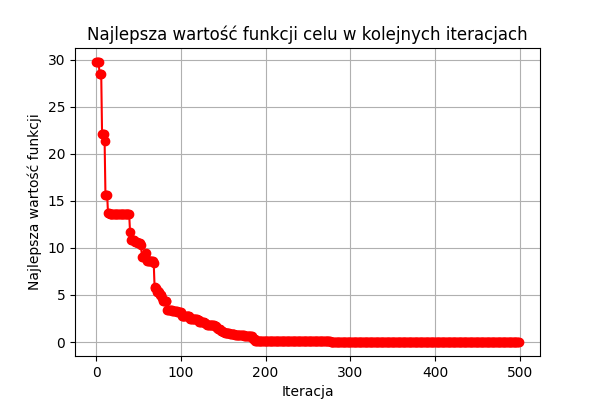 Najlepsza wartość funkcji celu w kolejnych iteracjach
Najlepsza wartość funkcji
30
25
20
15
10
5
0
0 100 200 300 400 500
Iteracja